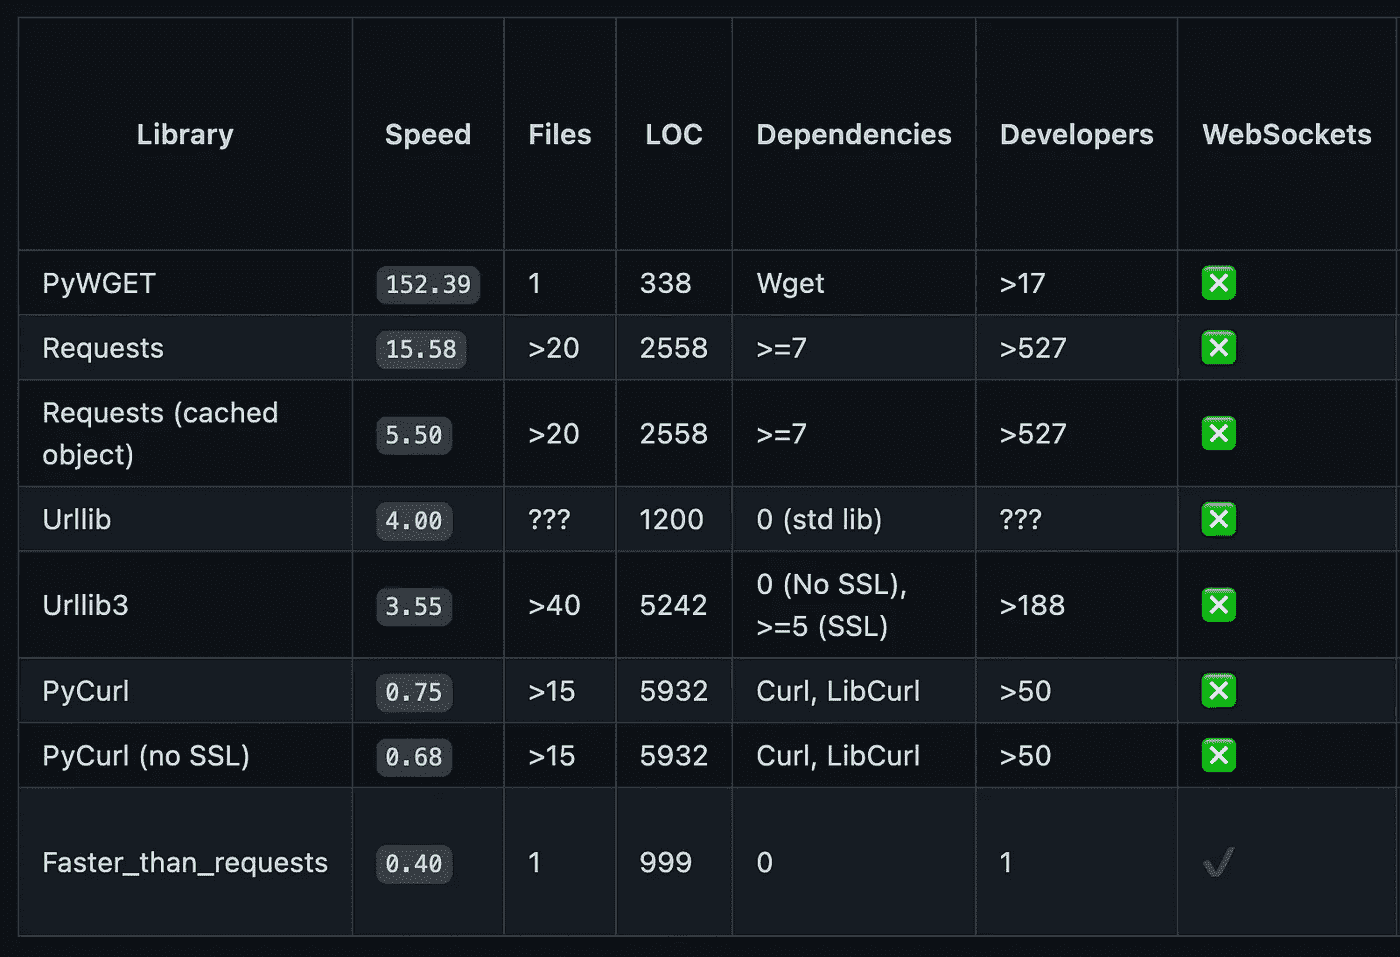 Library Speed Files LOC Dependencies Developers WebSockets
PyWGET 152.39 1 338 Wget >17 ❎
Requests 15.58 >20 2558 >=7 >527 ❎
Requests (cached
object) 5.50 >20 2558 >=7 >527 ❎
Urllib 4.00 ??? 1200 0 (std lib) ??? ❎
Urllib3 3.55 >40 5242 0 (No SSL),
>=5 (SSL) >188 ❎
PyCurl 0.75 >15 5932 Curl, LibCurl >50 ❎
PyCurl (no SSL) 0.68 >15 5932 Curl, LibCurl >50 ❎
Faster_than_requests 0.40 1 999 0 1 ✔